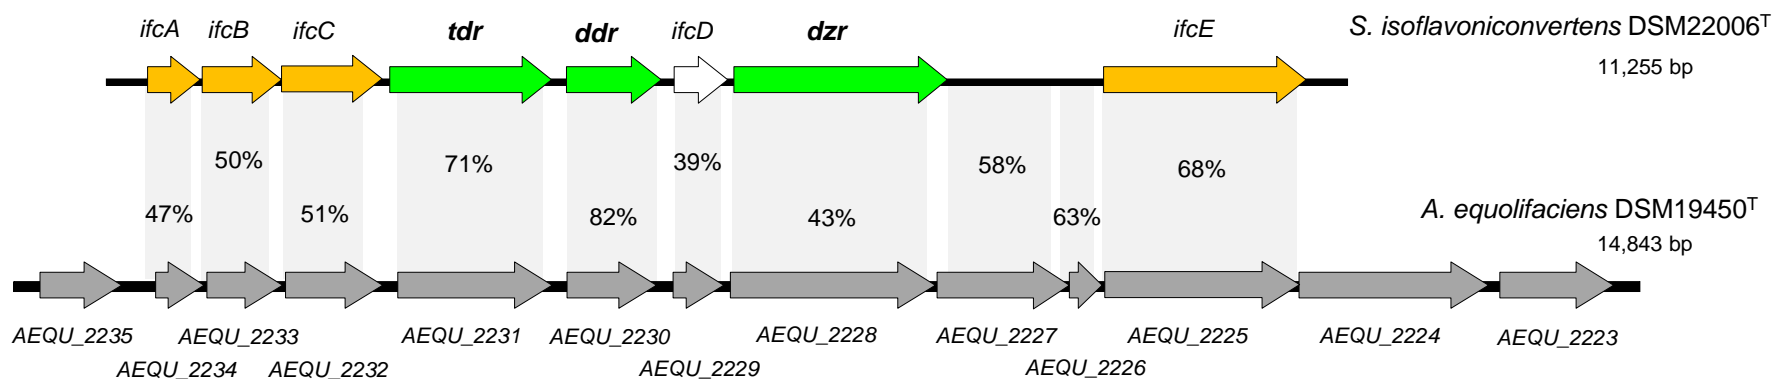 ifcA ifcB ifcC tdr ddr ifcD dzr ifcE S. isoflavoniconvertens DSM22006T
11,255 bp
50% 71% 39% 58% 68%
47% 51% 82% 43% 63% A. equolifaciens DSM19450T
14,843 bp
AEQU_2235 AEQU_2233 AEQU_2231 AEQU_2230 AEQU_2228 AEQU_2227 AEQU_2225 AEQU_2224 AEQU_2223
AEQU_2234 AEQU_2232 AEQU_2229 AEQU_2226